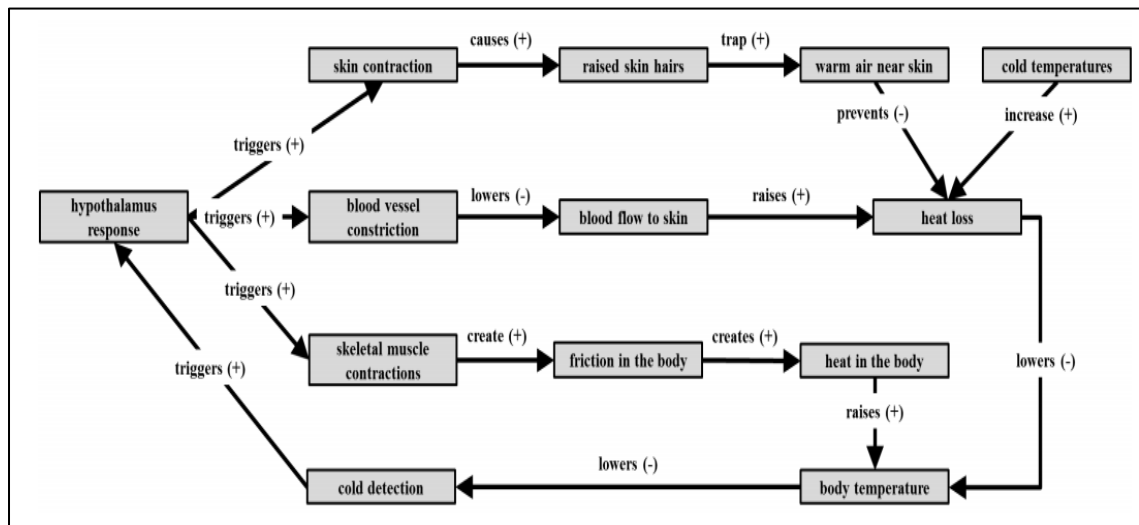 causes (+)
trap (+)
skin contraction
raised skin hairs
warm air near skin
cold temperatures
prevents (-)
increase (+)
triggers (+)
hypothalamus
response
triggers (+)
blood vessel
constriction
lowers (-)
blood flow to skin
raises (+)
heat loss
triggers (+)
skeletal muscle
contractions
create (+)
friction in the body
creates (+)
heat in the body
lowers (-)
triggers (+)
raises (+)
lowers (-)
cold detection
body temperature